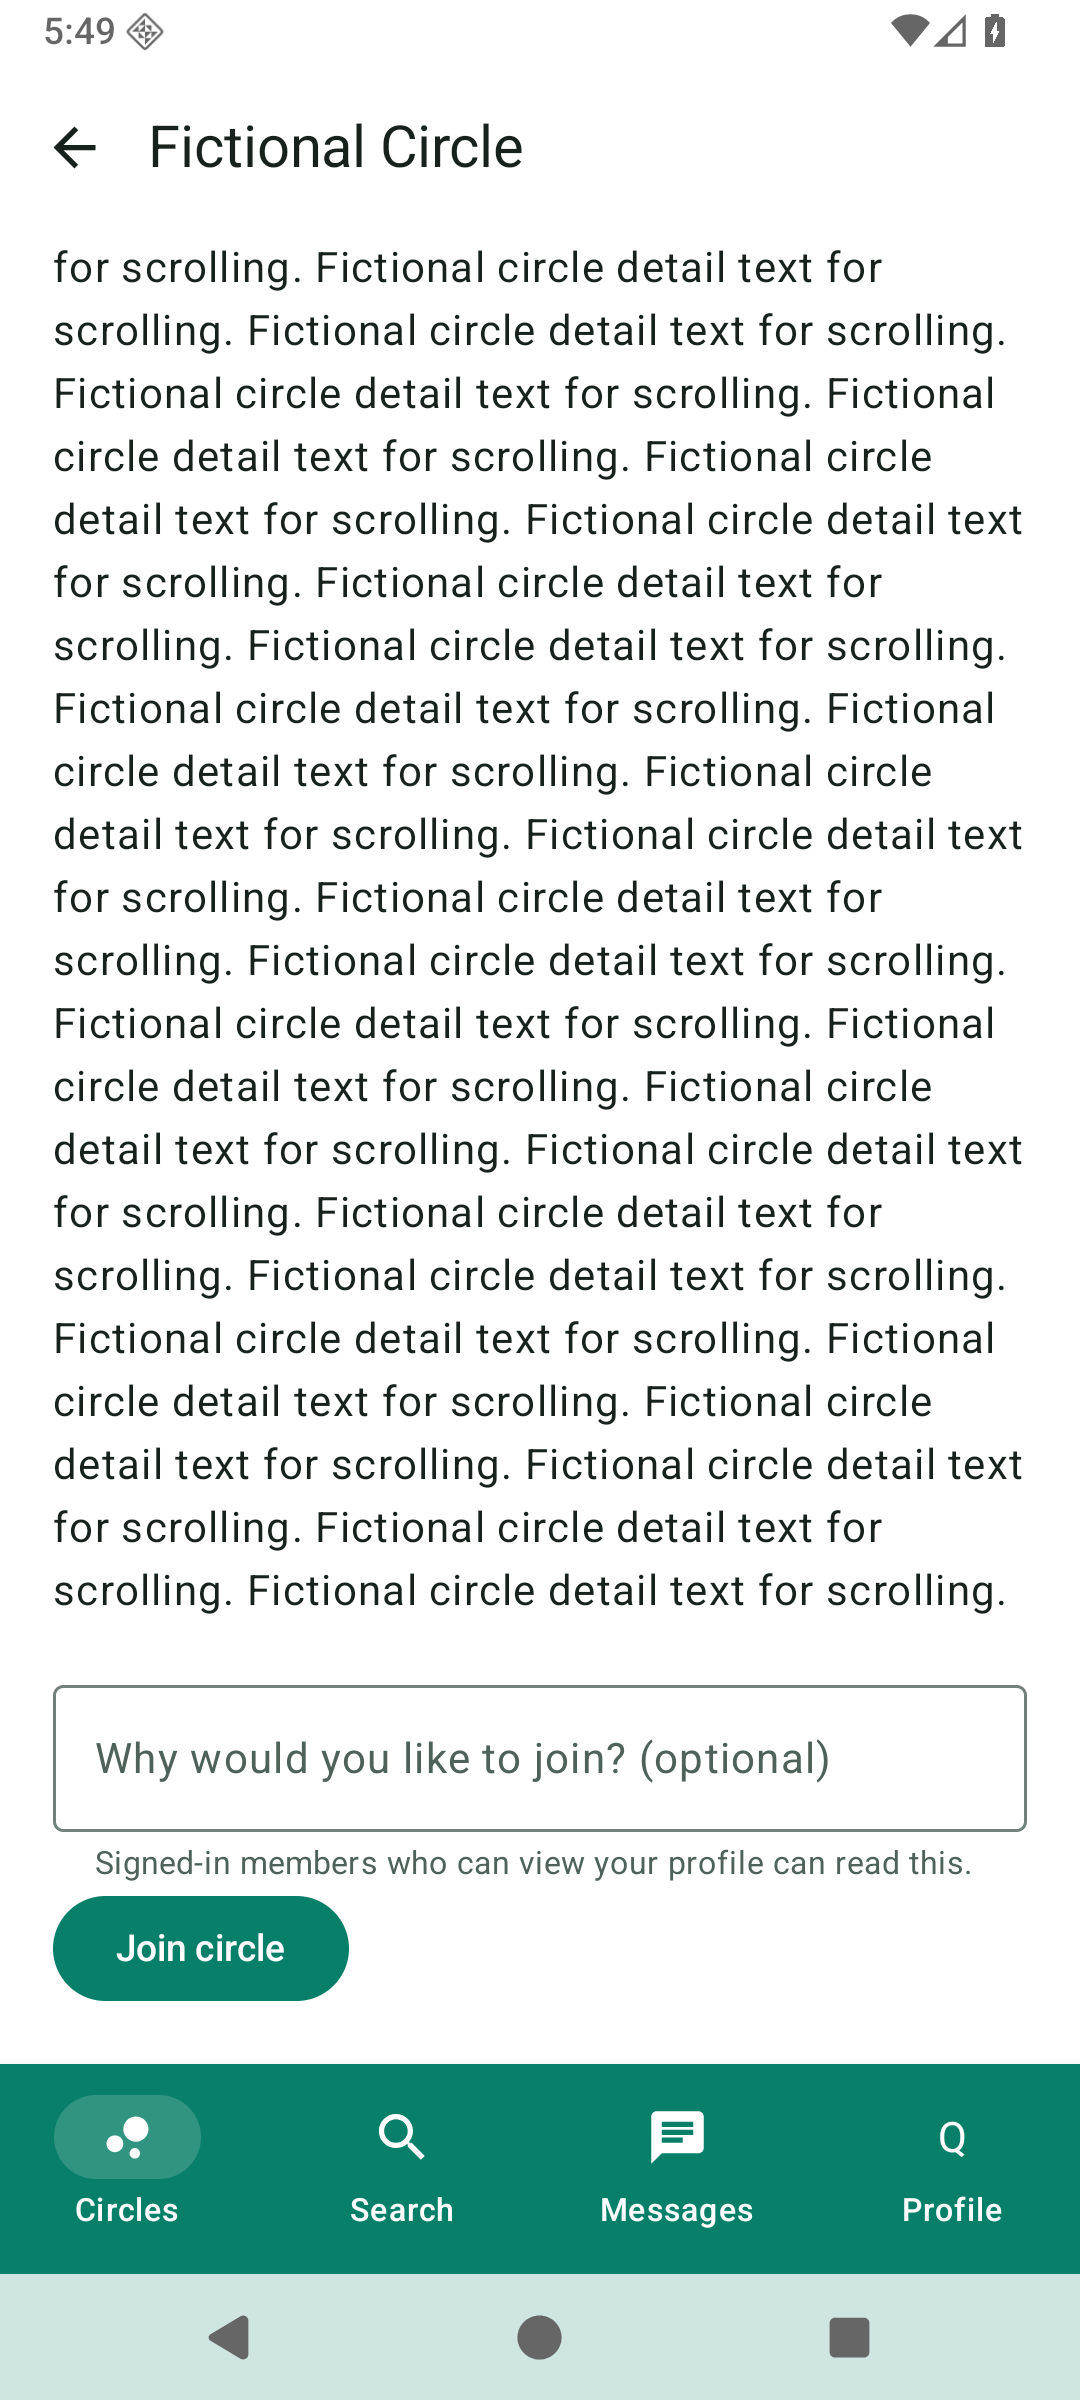 5:49
Fictional Circle
for scrolling. Fictional circle detail text for
scrolling. Fictional circle detail text for scrolling.
Fictional circle detail text for scrolling. Fictional
circle detail text for scrolling. Fictional circle
detail text for scrolling. Fictional circle detail text
for scrolling. Fictional circle detail text for
scrolling. Fictional circle detail text for scrolling.
Fictional circle detail text for scrolling. Fictional
circle detail text for scrolling. Fictional circle
detail text for scrolling. Fictional circle detail text
for scrolling. Fictional circle detail text for
scrolling. Fictional circle detail text for scrolling.
Fictional circle detail text for scrolling. Fictional
circle detail text for scrolling. Fictional circle
detail text for scrolling. Fictional circle detail text
for scrolling. Fictional circle detail text for
scrolling. Fictional circle detail text for scrolling.
Fictional circle detail text for scrolling. Fictional
circle detail text for scrolling. Fictional circle
detail text for scrolling. Fictional circle detail text
for scrolling. Fictional circle detail text for
scrolling. Fictional circle detail text for scrolling.
Why would you like to join? (optional)
Signed-in members who can view your profile can read this.
Join circle
Q
Circles Search Messages Profile